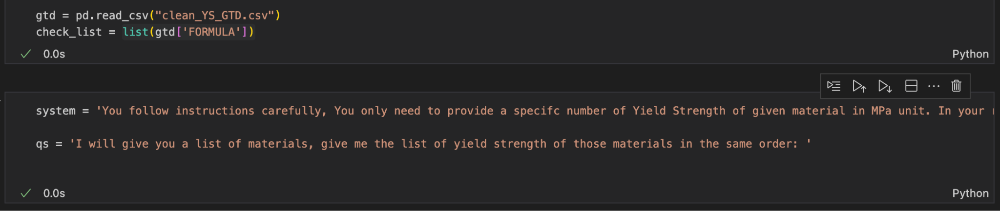 gtd = pd.read_csv("clean_YS_GTD.csv")
check_list = list(gtd['FORMULA'])
0.0s
Python
system = 'You follow instructions carefully, You only need to provide a specifc number of Yield Strength of given material in MPa unit. In your
qs = 'I will give you a list of materials, give me the list of yield strength of those materials in the same order: '
0.0s
Python